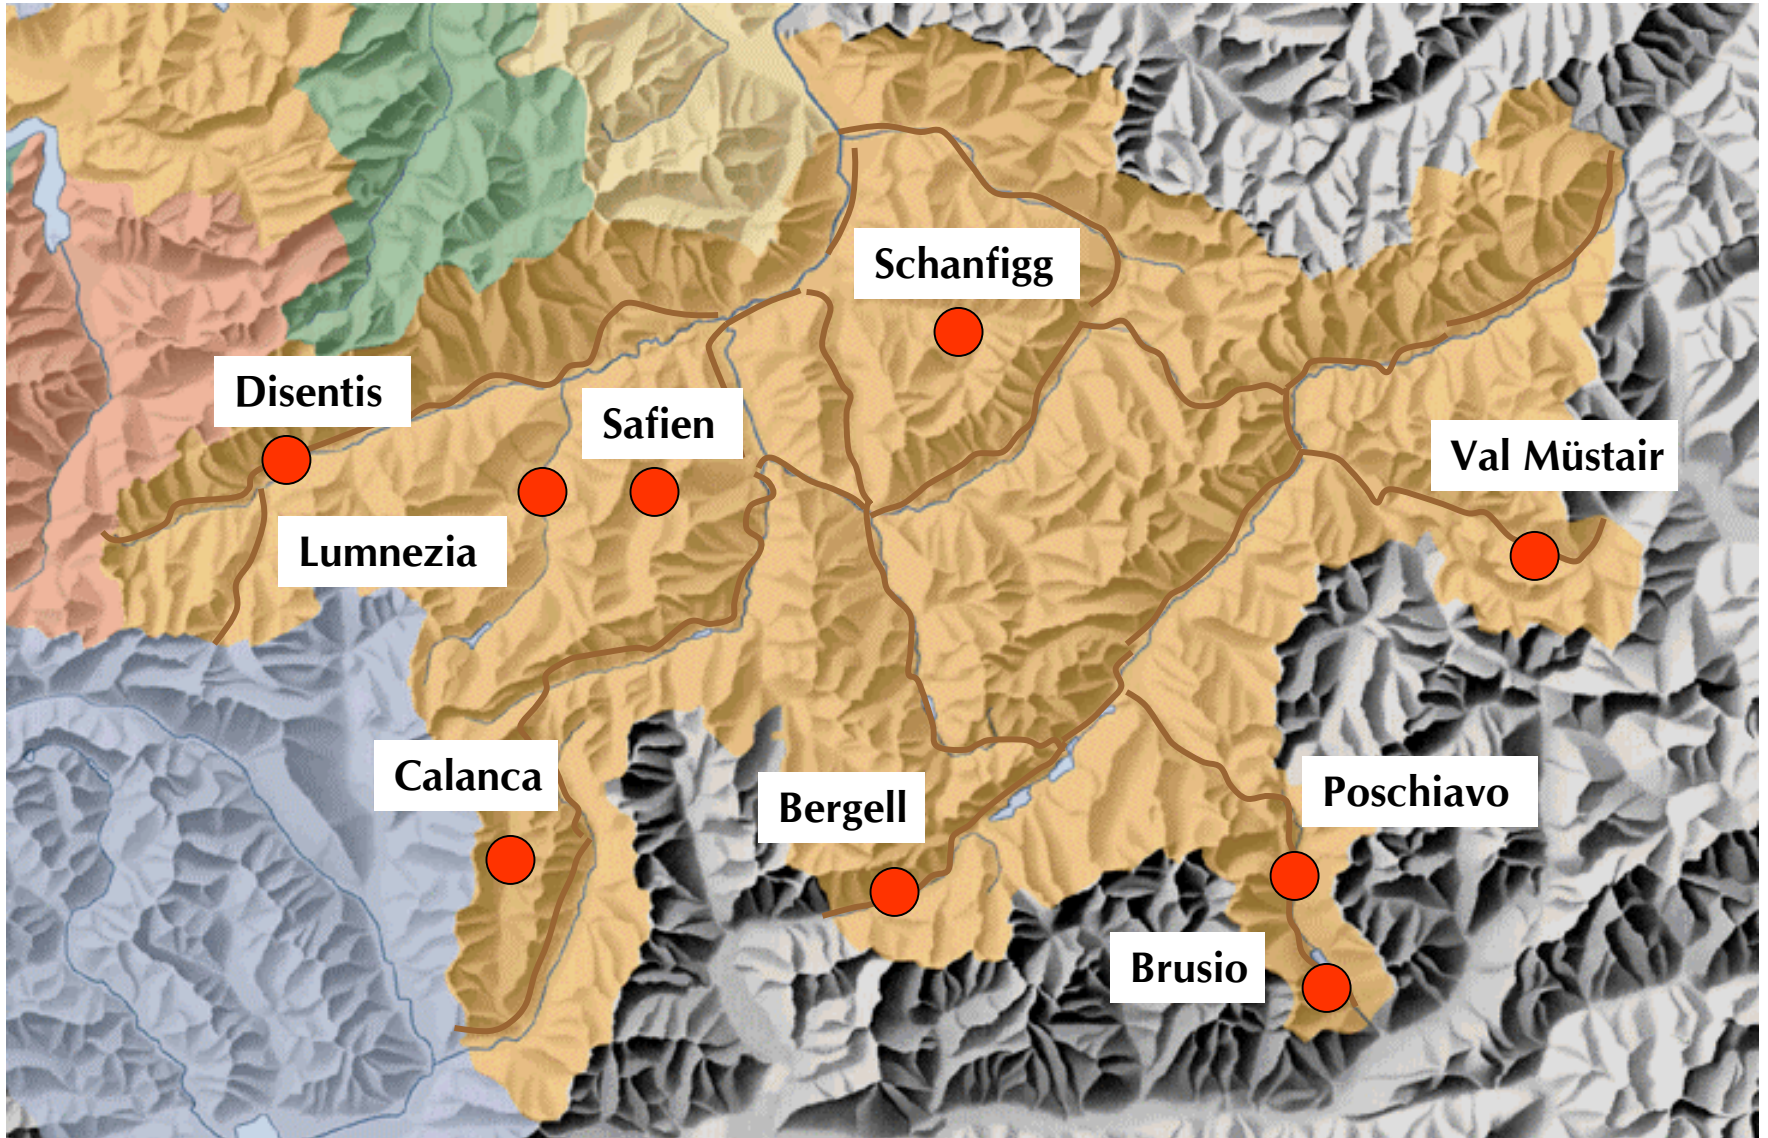 Schanfigg
Disentis
Safien
Val Müstair
Lumnezia
Calanca
Bergell
Poschiavo
Brusio